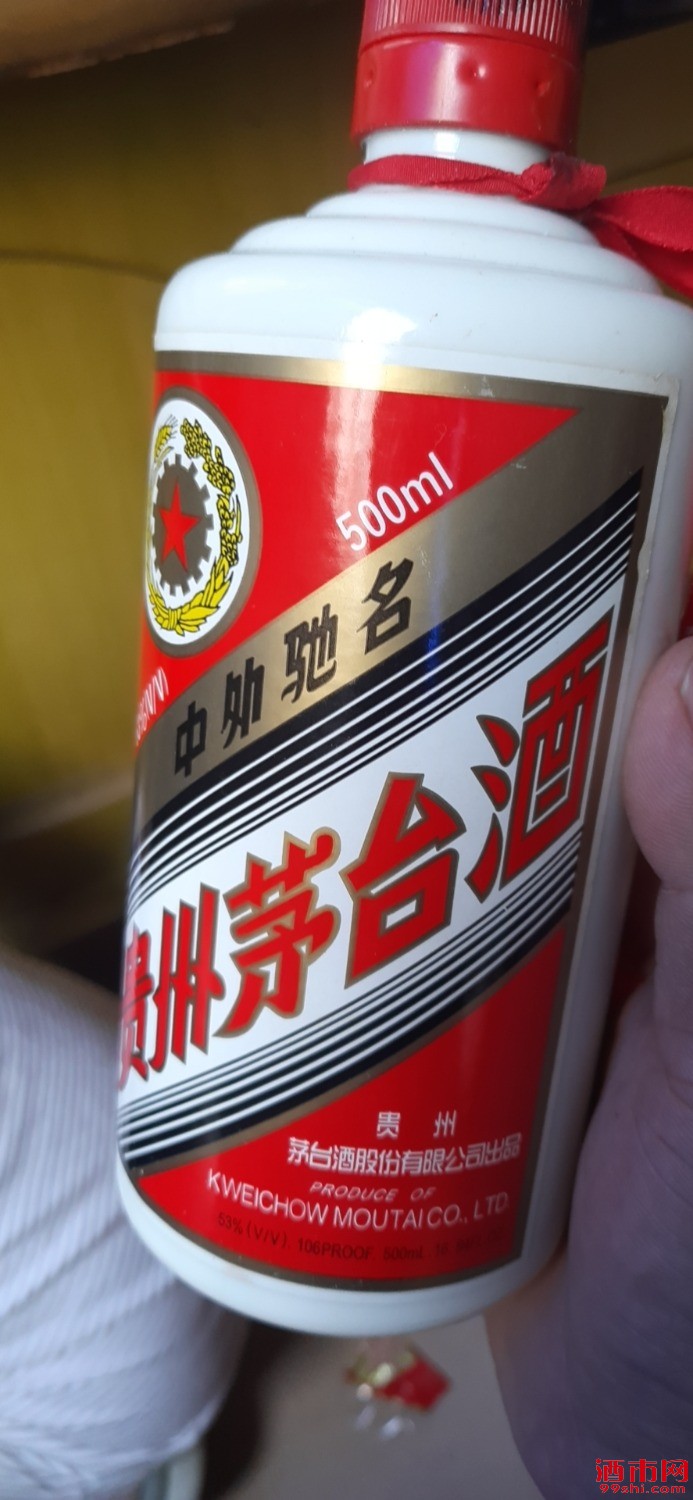 500ml
中外驰名
贵州茅台酒
贵州
茅台酒股份有限公司出品
PRODUCE OF
KWEICHOW MOUTAI CO., LTD.
53% (V/V). 106PROOF 500mL
酒市网
99shi.com